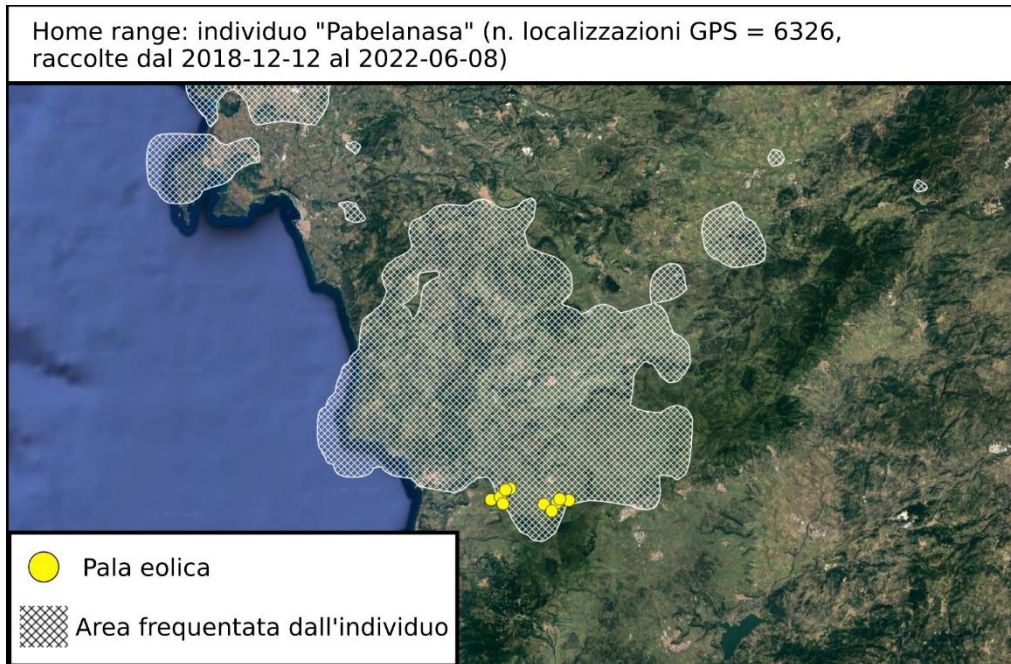 Home range: individuo "Pabelanasa" (n. localizzazioni GPS = 6326,
raccolte dal 2018-12-12 al 2022-06-08)
Pala eolica
Area frequentata dall'individuo